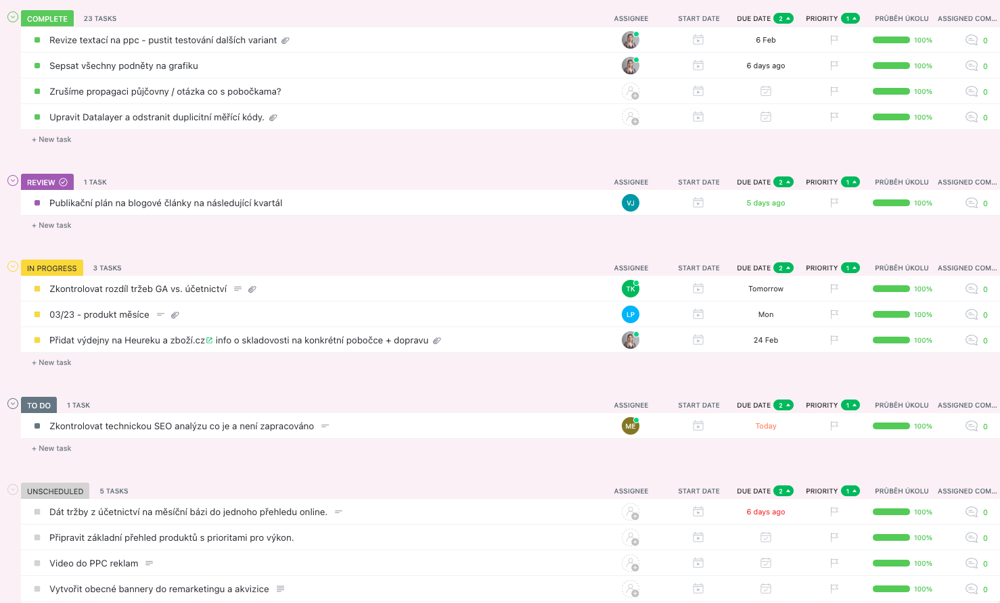 COMPLETE 23 TASKS ASSIGNEE START DATE DUE DATE 2 PRIORITY 1 PRŮBĚH ÚKOLU ASSIGNED COM...
Revize textací na ppc - pustit testování dalších variant 6 Feb 100% 0
Sepsat všechny podněty na grafiku 6 days ago 100% 0
Zrušíme propagaci půjčovny / otázka co s pobočkama? 100% 0
Upravit Datalayer a odstranit duplicitní měřící kódy. 100% 0
+ New task
REVIEW 1 TASK ASSIGNEE START DATE DUE DATE 2 PRIORITY 1 PRŮBĚH ÚKOLU ASSIGNED COM...
Publikační plán na blogové články na následující kvartál VJ 5 days ago 100% 0
+ New task
IN PROGRESS 3 TASKS ASSIGNEE START DATE DUE DATE 2 PRIORITY 1 PRŮBĚH ÚKOLU ASSIGNED COM...
Zkontrolovat rozdíl tržeb GA vs. účetnictví TK Tomorrow 100% 0
03/23 - produkt měsíce LP Mon 100% 0
Přidat výdejny na Heureku a zboží.cz info o skladovosti na konkrétní pobočce + dopravu 24 Feb 100% 0
+ New task
TO DO 1 TASK ASSIGNEE START DATE DUE DATE 2 PRIORITY 1 PRŮBĚH ÚKOLU ASSIGNED COM...
Zkontrolovat technickou SEO analýzu co je a není zapracováno ME Today 100% 0
+ New task
UNSCHEDULED 5 TASKS ASSIGNEE START DATE DUE DATE 2 PRIORITY 1 PRŮBĚH ÚKOLU ASSIGNED COM...
Dát tržby z účetnictví na měsíční bázi do jednoho přehledu online. 6 days ago 100% 0
Připravit základní přehled produktů s prioritami pro výkon. 100% 0
Video do PPC reklam 100% 0
Vytvořit obecné bannery do remarketingu a akvizice 100% 0